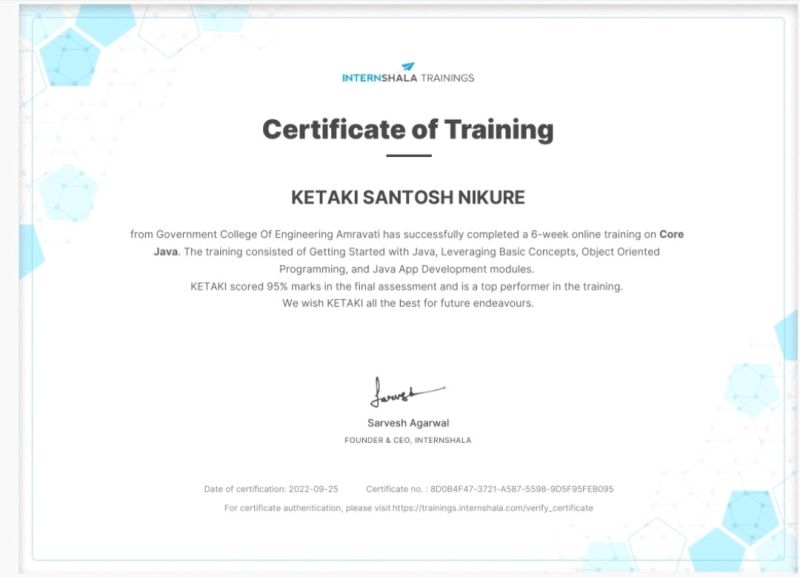 INTERNSHALA TRAININGS
Certificate of Training
KETAKI SANTOSH NIKURE
from Government College Of Engineering Amravati has successfully completed a 6-week online training on Core
Java. The training consisted of Getting Started with Java, Leveraging Basic Concepts, Object Oriented
Programming, and Java App Development modules.
KETAKI scored 95% marks in the final assessment and is a top performer in the training.
We wish KETAKI all the best for future endeavours.
Sarvesh
Sarvesh Agarwal
FOUNDER & CEO, INTERNSHALA
Date of certification: 2022-09-25 Certificate no. : 8D0B4F47-3721-A587-5598-9D5F95FEB095
For certificate authentication, please visit https://trainings.internshala.com/verify_certificate